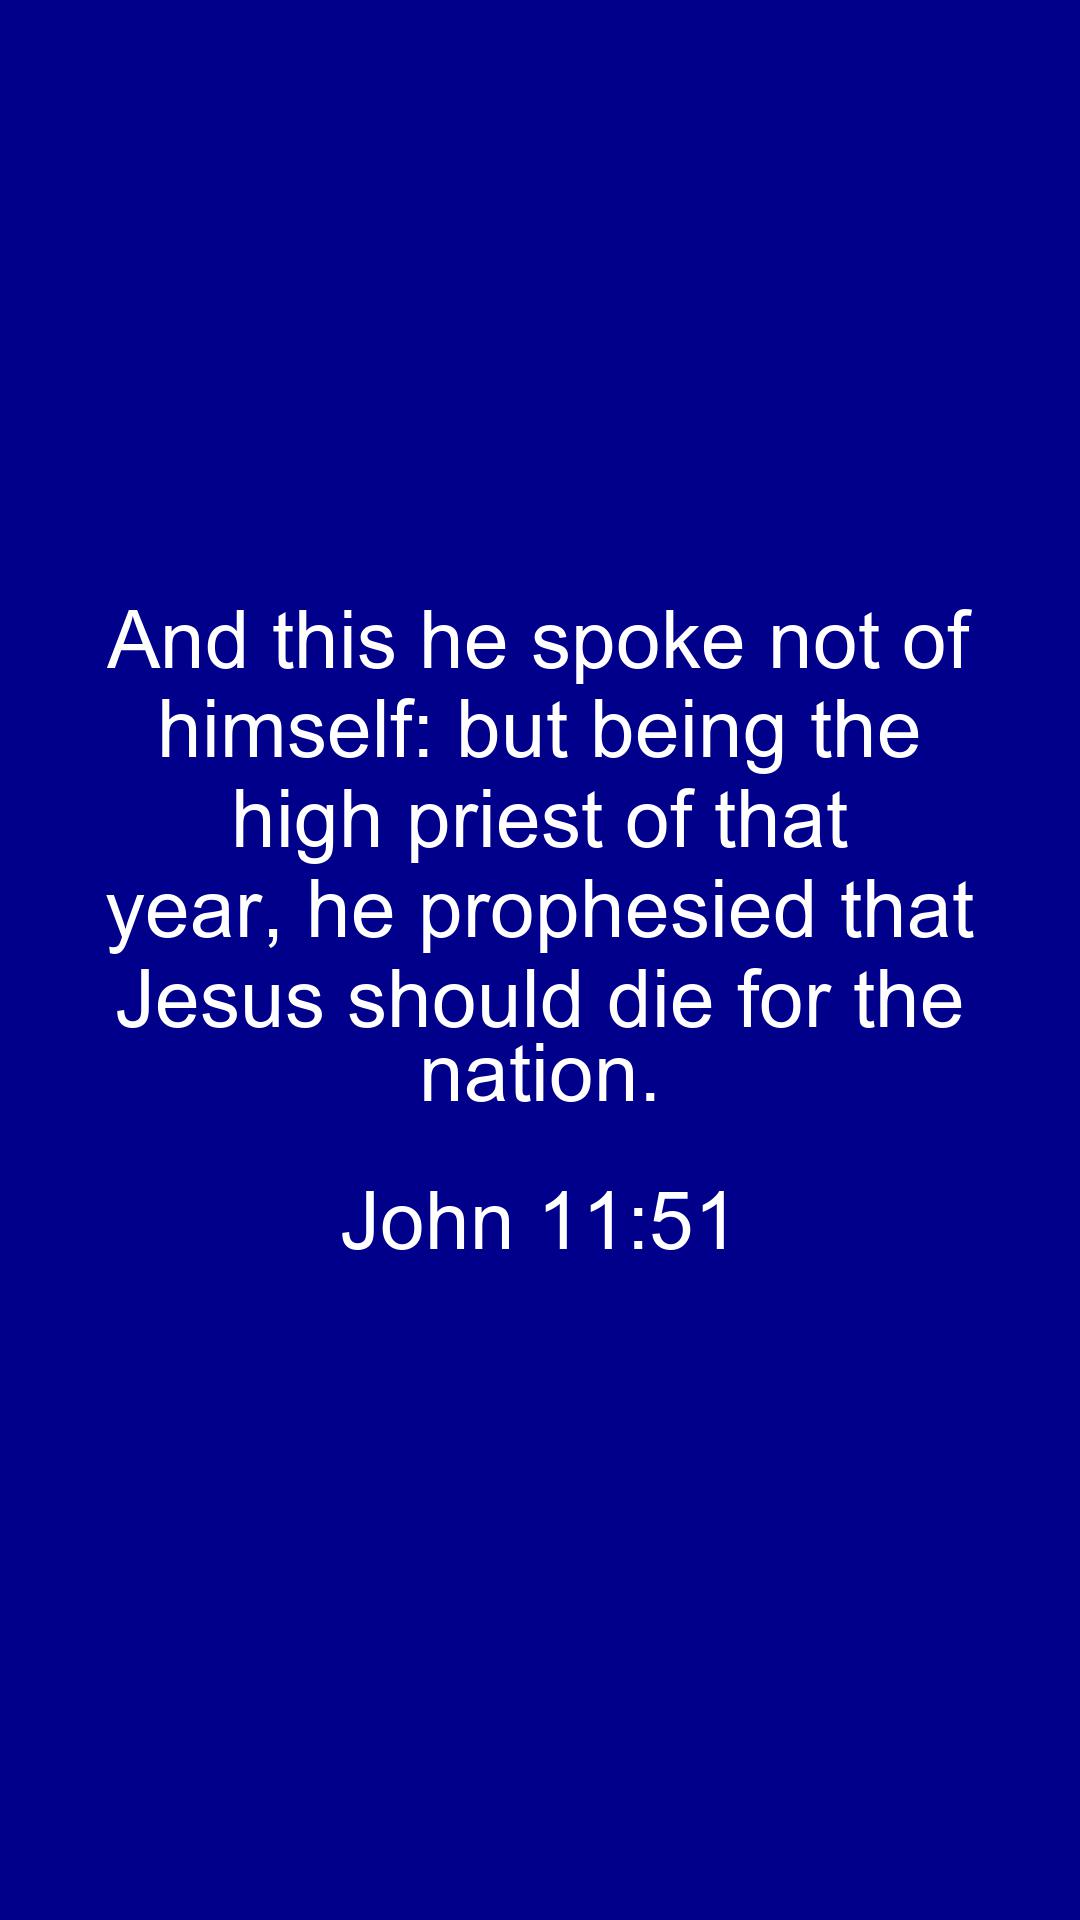 And this he spoke not of
himself: but being the
high priest of that
year, he prophesied that
Jesus should die for the
nation.
John 11:51